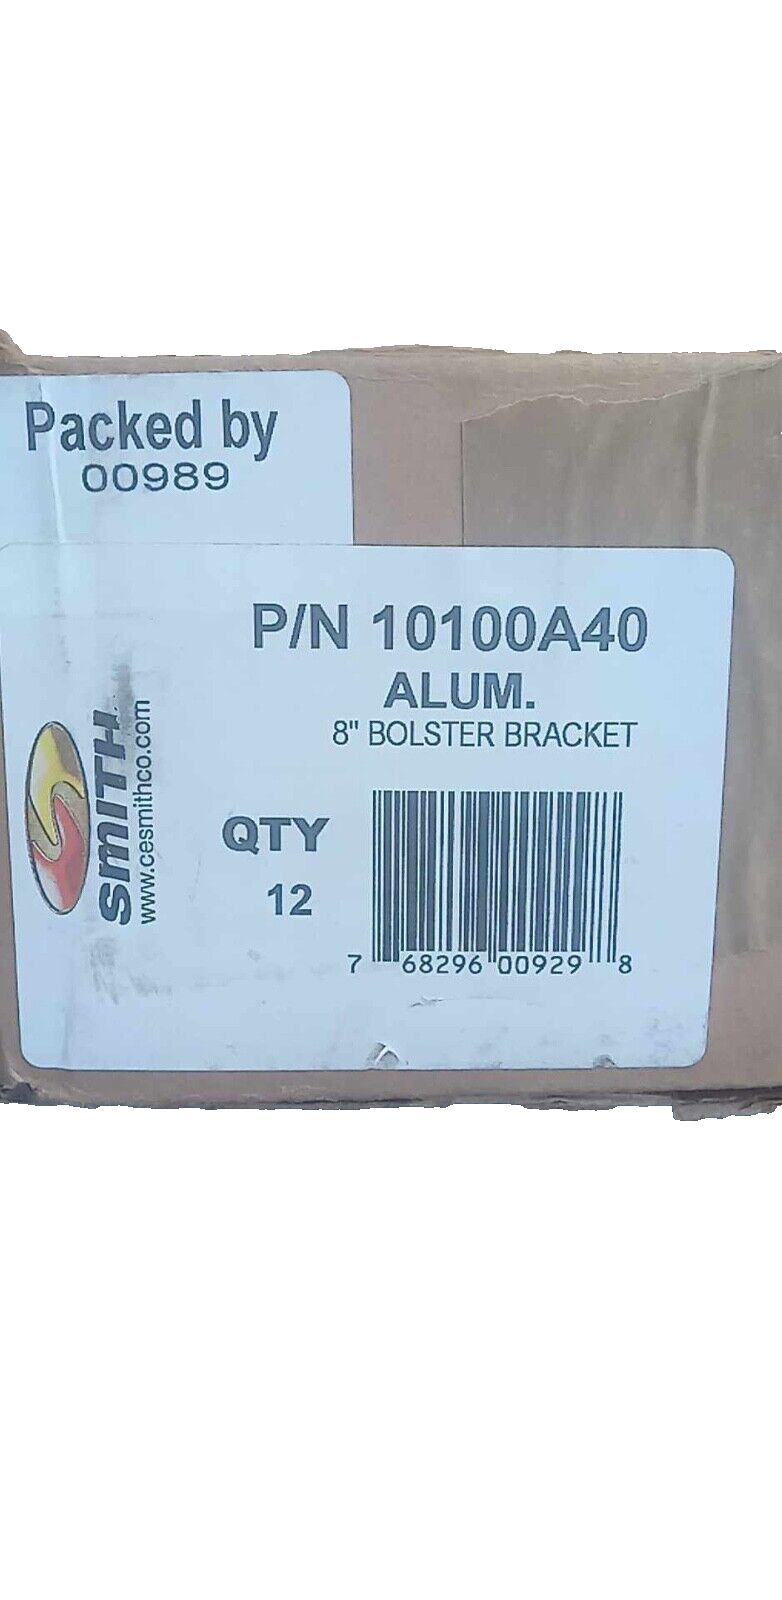 Packed by
00989
P/N 10100A40
ALUM.
8" BOLSTER BRACKET
SMITH
www.cesmithco.com
QTY
12
7 68296 00929 8